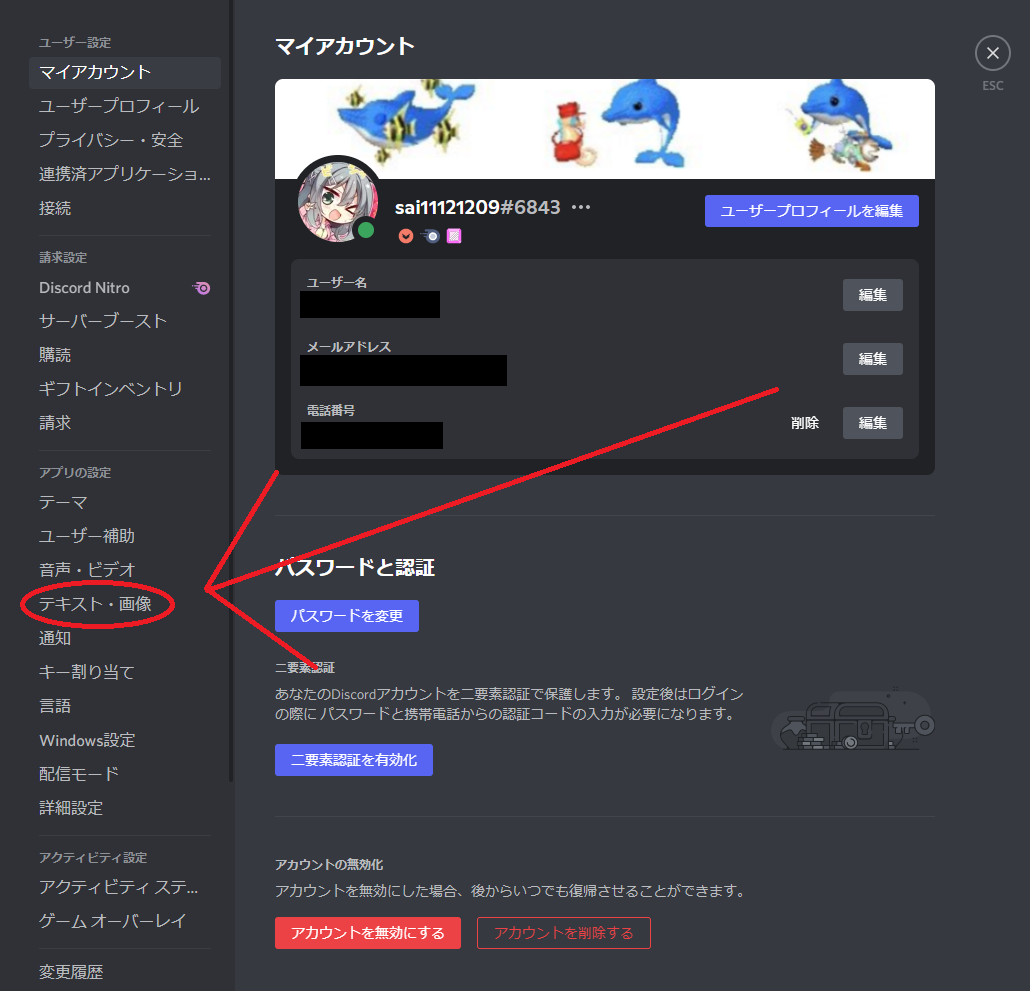 ユーザー設定
マイアカウント
ユーザープロフィール
プライバシー・安全
連携済アプリケーショ...
接続
請求設定
Discord Nitro
サーバーブースト
購読
ギフトインベントリ
請求
アプリの設定
テーマ
ユーザー補助
音声・ビデオ
テキスト・画像
通知
キー割り当て
言語
Windows設定
配信モード
詳細設定
アクティビティ設定
アクティビティ ステ...
ゲーム オーバーレイ
変更履歴
マイアカウント
ESC
sai11121209#6843
ユーザープロフィールを編集
ユーザー名
編集
メールアドレス
編集
電話番号
削除
編集
パスワードと認証
パスワードを変更
二要素認証
あなたのDiscordアカウントを二要素認証で保護します。 設定後はログイン
の際に パスワードと携帯電話からの認証コードの入力が必要になります。
二要素認証を有効化
アカウントの無効化
アカウントを無効にした場合、後からいつでも復帰させることができます。
アカウントを無効にする
アカウントを削除する